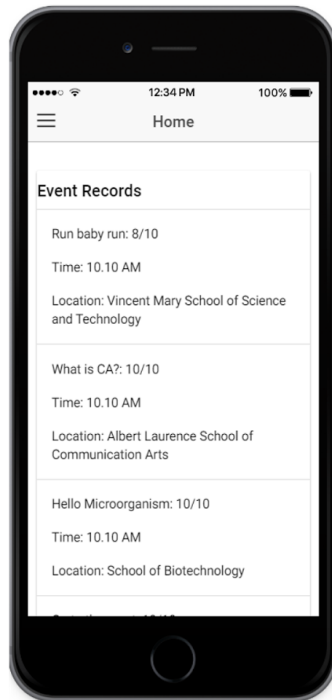 12:34 PM
100%
Home
Event Records
Run baby run: 8/10
Time: 10.10 AM
Location: Vincent Mary School of Science
and Technology
What is CA?: 10/10
Time: 10.10 AM
Location: Albert Laurence School of
Communication Arts
Hello Microorganism: 10/10
Time: 10.10 AM
Location: School of Biotechnology